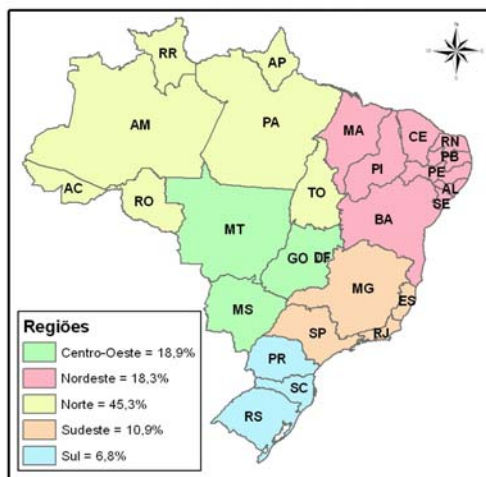 RR
AP
AM
PA
MA
CE
RN
PB
PE
AL
SE
PI
AC
RO
TO
BA
MT
GO DF
MG
ES
MS
SP
RJ
PR
SC
RS
Regiões
Centro-Oeste = 18,9%
Nordeste = 18,3%
Norte = 45,3%
Sudeste = 10,9%
Sul = 6,8%